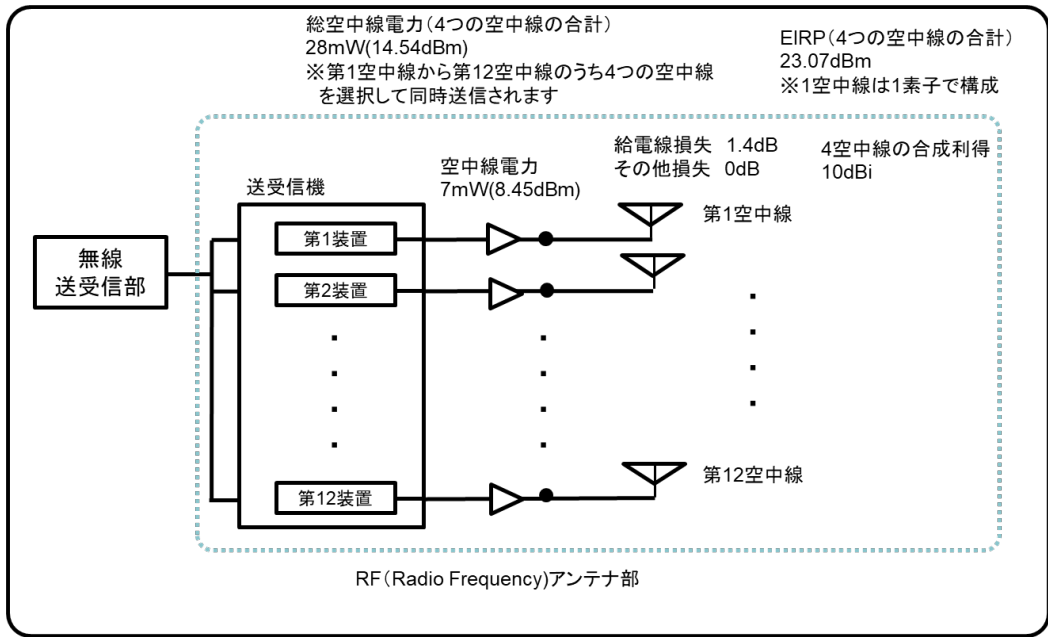 総空中線電力(4つの空中線の合計)
28mW(14.54dBm)
※第1空中線から第12空中線のうち4つの空中線
を選択して同時送信されます
EIRP(4つの空中線の合計)
23.07dBm
※1空中線は1素子で構成
給電線損失 1.4dB
その他損失 0dB
4空中線の合成利得
10dBi
空中線電力
7mW(8.45dBm)
送受信機
第1空中線
第1装置
無線
送受信部
第2装置
第12空中線
第12装置
RF(Radio Frequency)アンテナ部